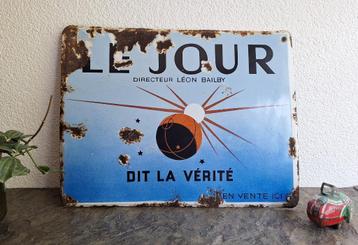 LE JOUR
DIRECTEUR LÉON BAILBY
DIT LA VÉRITÉ
EN VENTE ICI